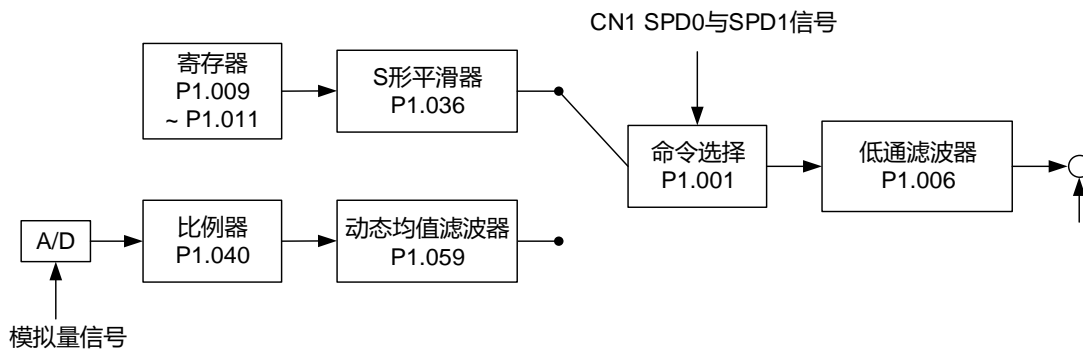 CN1 SPD0与SPD1信号
寄存器
P1.009
~ P1.011
S形平滑器
P1.036
命令选择
P1.001
低通滤波器
P1.006
A/D
比例器
P1.040
动态均值滤波器
P1.059
模拟量信号